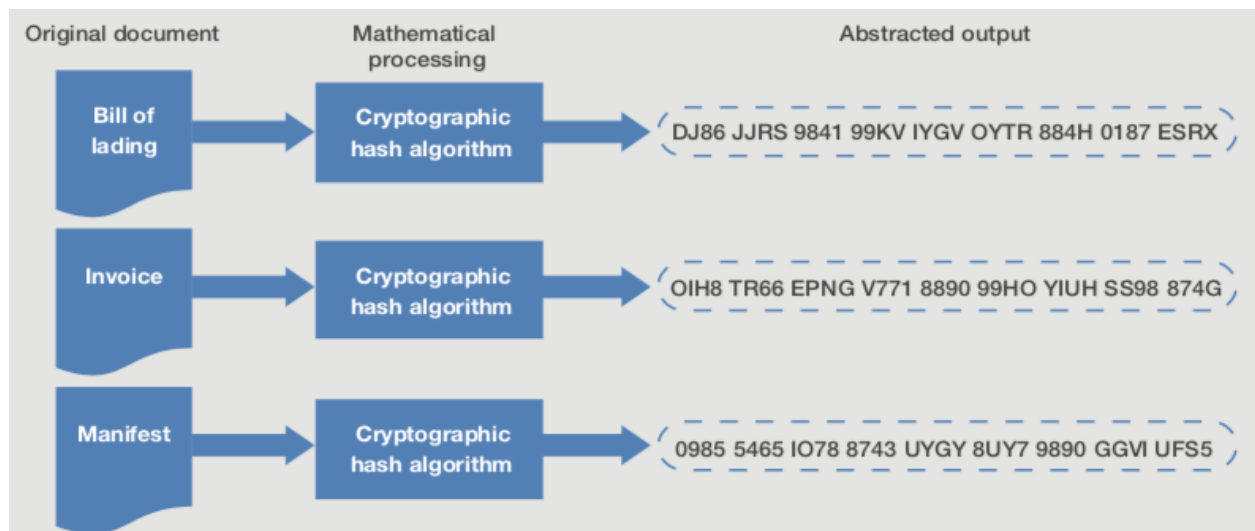 Original document
Mathematical
processing
Abstracted output
Bill of
lading
Cryptographic
hash algorithm
DJ86 JJRS 9841 99KV IYGV OYTR 884H 0187 ESRX
Invoice
Cryptographic
hash algorithm
OIH8 TR66 EPNG V771 8890 99HO YIUH SS98 874G
Manifest
Cryptographic
hash algorithm
0985 5465 IO78 8743 UYGY 8UY7 9890 GGVI UFS5